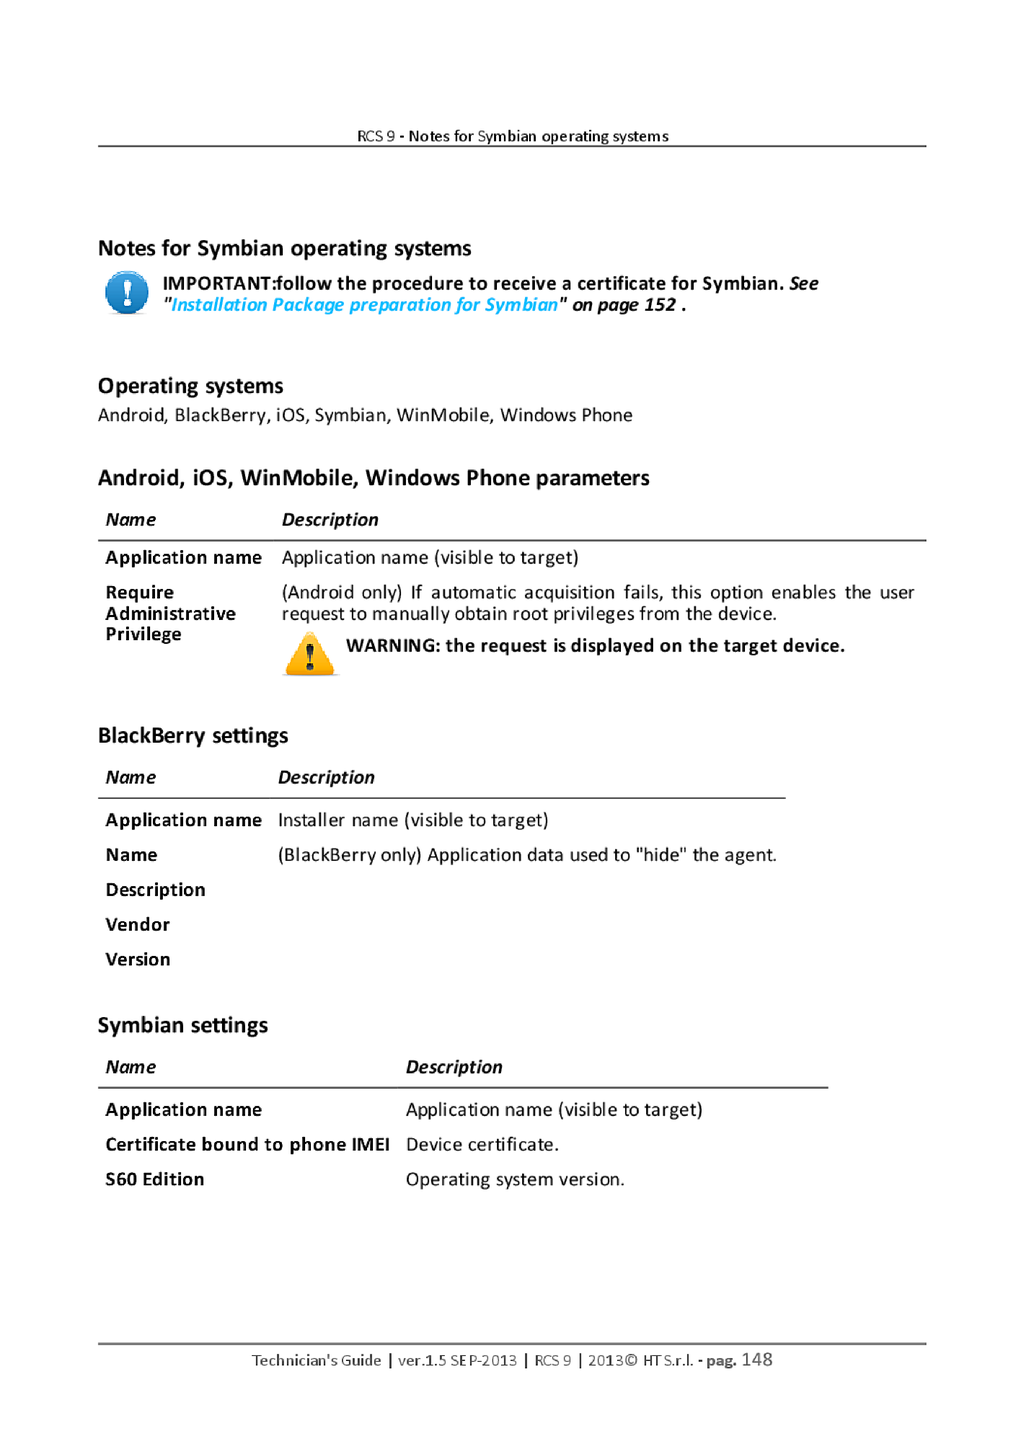 RCS 9 - Notes for Symbian operating systems
Notes for Symbian operating systems
IMPORTANT:follow the procedure to receive a certificate for Symbian. See
"Installation Package preparation for Symbian" on page 152 .
Operating systems
Android, BlackBerry, iOS, Symbian, WinMobile, Windows Phone
Android, iOS, WinMobile, Windows Phone parameters
Name Description
Application name Application name (visible to target)
Require (Android only) If automatic acquisition fails, this option enables the user
Administrative request to manually obtain root privileges from the device.
Privilege
WARNING: the request is displayed on the target device.
BlackBerry settings
Name Description
Application name Installer name (visible to target)
Name (BlackBerry only) Application data used to "hide" the agent.
Description
Vendor
Version
Symbian settings
Name Description
Application name Application name (visible to target)
Certificate bound to phone IMEI Device certificate.
S60 Edition Operating system version.
Technician's Guide | ver.1.5 SEP-2013 | RCS 9 | 2013© HT S.r.l. - pag. 148